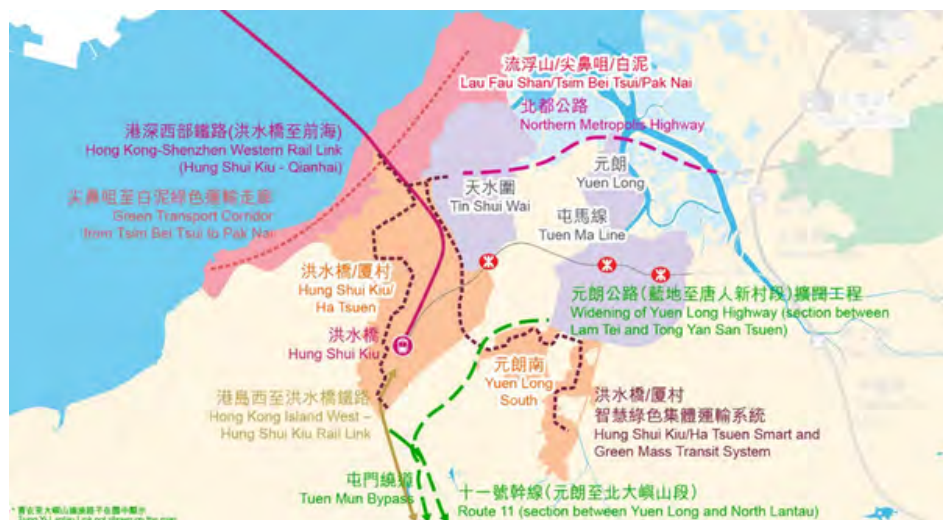 流浮山/尖鼻咀/白泥
Lau Fau Shan/Tsim Bei Tsui/Pak Nai
北都公路
Northern Metropolis Highway
港深西部鐵路(洪水橋至前海)
Hong Kong-Shenzhen Western Rail Link
(Hung Shui Kiu - Qianhai)
元朗
Yuen Long
天水圍
Tin Shui Wai
尖鼻咀至白泥綠色運輸走廊
Green Transport Corridor
from Tsim Bei Tsui to Pak Nai
屯馬線
Tuen Ma Line
洪水橋/厦村
Hung Shui Kiu/
Ha Tsuen
元朗公路(藍地至唐人新村段)擴闊工程
Widening of Yuen Long Highway (section between
Lam Tei and Tong Yan San Tsuen)
洪水橋
Hung Shui Kiu
元朗南
Yuen Long
South
港島西至洪水橋鐵路
Hong Kong Island West –
Hung Shui Kiu Rail Link
洪水橋/厦村
智慧綠色集體運輸系統
Hung Shui Kiu/Ha Tsuen Smart and
Green Mass Transit System
屯門繞道
Tuen Mun Bypass
十一號幹線(元朗至北大嶼山段)
Route 11 (section between Yuen Long and North Lantau)